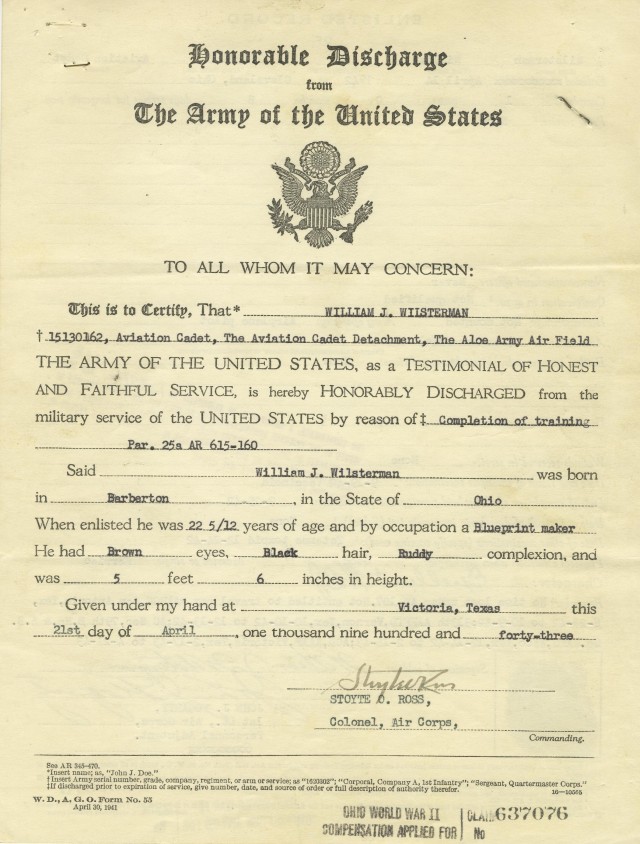 Honorable Discharge
from
The Army of the United States
TO ALL WHOM IT MAY CONCERN:
This is to Certify, That* WILLIAM J. WILSTERMAN
† 15130162, Aviation Cadet, The Aviation Cadet Detachment, The Aloe Army Air Field
THE ARMY OF THE UNITED STATES, as a TESTIMONIAL OF HONEST
AND FAITHFUL SERVICE, is hereby HONORABLY DISCHARGED from the
military service of the UNITED STATES by reason of ‡ Completion of training
Par. 25a AR 615-160
Said William J. Wilsterman was born
in Barberton, in the State of Ohio
When enlisted he was 22 5/12 years of age and by occupation a Blueprint maker
He had Brown eyes, Black hair, Ruddy complexion, and
was 5 feet 6 inches in height.
Given under my hand at Victoria, Texas this
21st day of April, one thousand nine hundred and forty-three
STOYTE O. ROSS,
Colonel, Air Corps,
Commanding.
See AR 345-470.
*Insert name; as, "John J. Doe."
†Insert Army serial number, grade, company, regiment, or arm or service; as "1620302"; "Corporal, Company A, 1st Infantry"; "Sergeant, Quartermaster Corps."
‡If discharged prior to expiration of service, give number, date, and source of order or full description of authority therefor.
W. D., A. G. O. Form No. 55
April 30, 1941
OHIO WORLD WAR II CLAIM 637076
COMPENSATION APPLIED FOR No